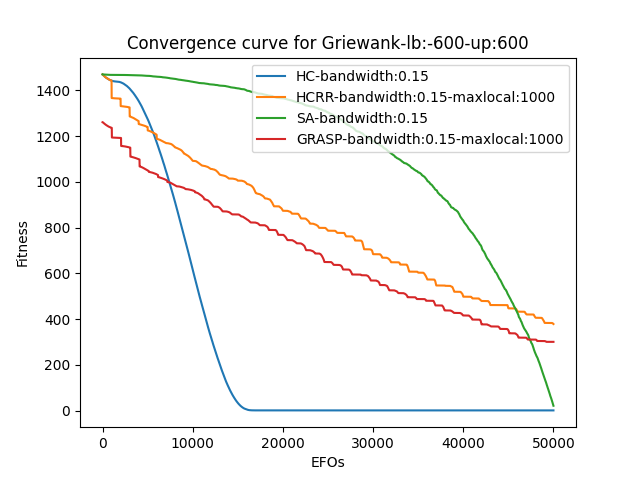 Convergence curve for Griewank-lb:-600-up:600
HC-bandwidth:0.15
HCRR-bandwidth:0.15-maxlocal:1000
SA-bandwidth:0.15
GRASP-bandwidth:0.15-maxlocal:1000
Fitness
1400
1200
1000
800
600
400
200
0
0 10000 20000 30000 40000 50000
EFOs